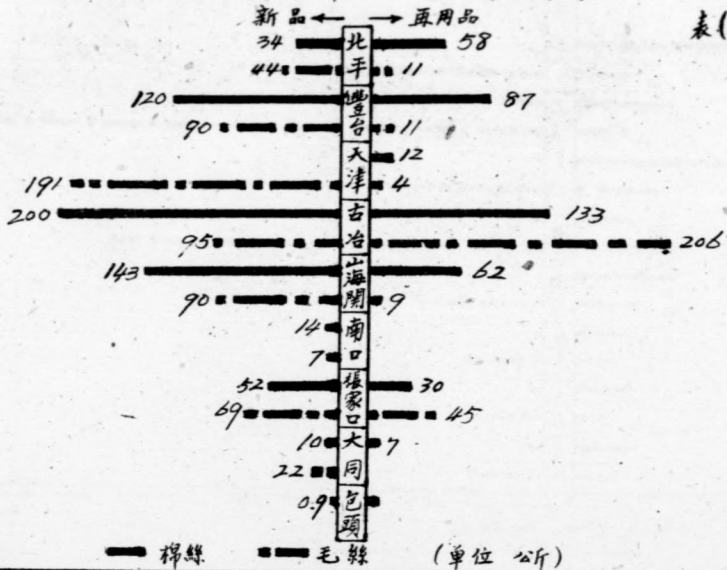 表(
新品 ← → 再用品
34 北平 58
44 11
120 豐台 87
90 11
天津 12
191 4
200 古冶 133
95 206
143 山海關 62
90 9
14 南口
7
52 張家口 30
69 45
10 大同 7
22
0.9 包頭
棉絲 毛絲 (單位 公斤)